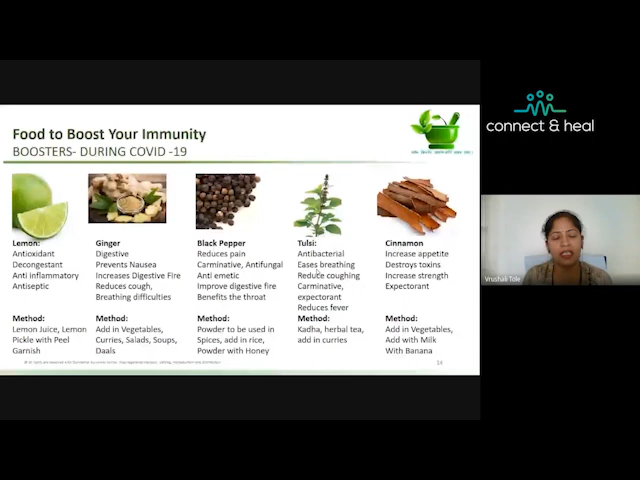 Food to Boost Your Immunity
BOOSTERS- DURING COVID -19
connect & heal
Lemon:
Antioxidant
Decongestant
Anti inflammatory
Antiseptic
Method:
Lemon Juice, Lemon
Pickle with Peel
Garnish
Ginger
Digestive
Prevents Nausea
Increases Digestive Fire
Reduces cough,
Breathing difficulties
Method:
Add in Vegetables,
Curries, Salads, Soups,
Daals
Black Pepper
Reduces pain
Carminative, Antifungal
Anti emetic
Improve digestive fire
Benefits the throat
Method:
Powder to be used in
Spices, add in rice,
Powder with Honey
Tulsi:
Antibacterial
Eases breathing
Reduce coughing
Carminative,
expectorant
Reduces fever
Method:
Kadha, herbal tea,
add in curries
Cinnamon
Increase appetite
Destroys toxins
Increase strength
Expectorant
Method:
Add in Vegetables,
Add with Milk
With Banana
14
Vrushali Tole